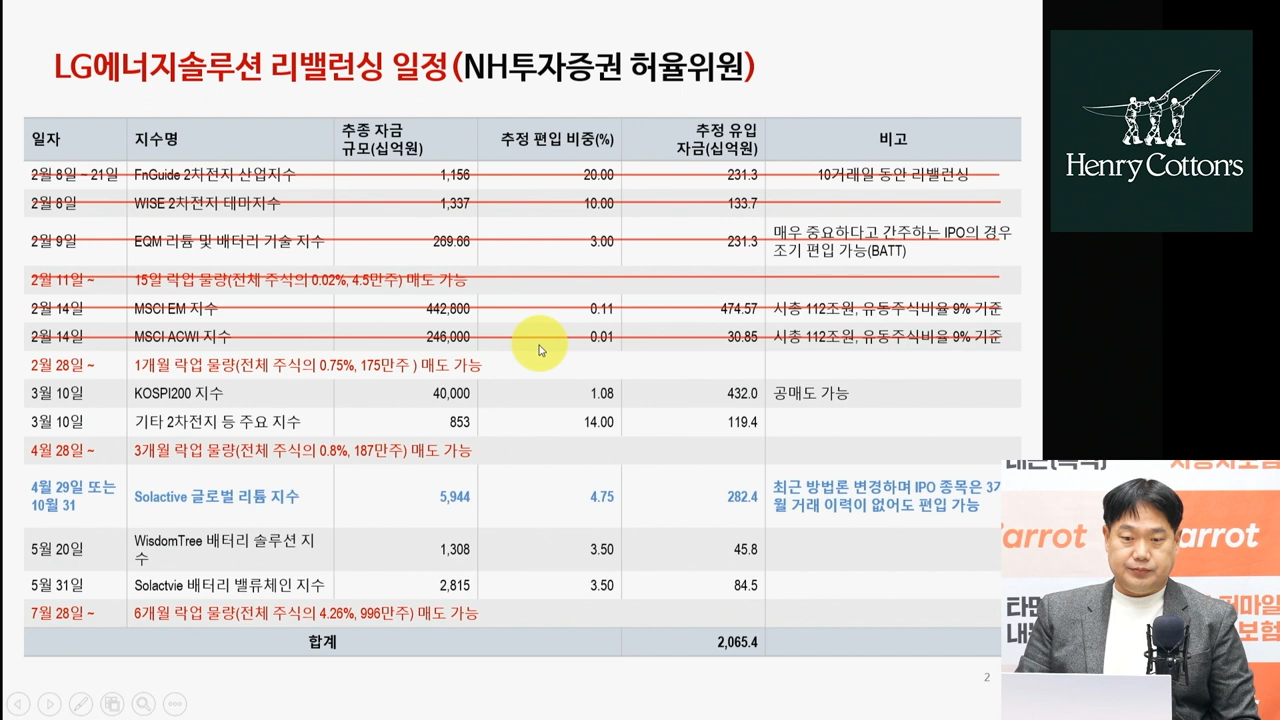 LG에너지솔루션 리밸런싱 일정(NH투자증권 허율위원)
일자 지수명 추종 자금 규모(십억원) 추정 편입 비중(%) 추정 유입 자금(십억원) 비고
2월 8일 ~ 21일 FnGuide 2차전지 산업지수 1,156 20.00 231.3 10거래일 동안 리밸런싱
2월 8일 WISE 2차전지 테마지수 1,337 10.00 133.7
2월 9일 EQM 리튬 및 배터리 기술 지수 269.66 3.00 231.3 매우 중요하다고 간주하는 IPO의 경우
조기 편입 가능(BATT)
2월 11일 ~ 15일 락업 물량(전체 주식의 0.02%, 4.5만주) 매도 가능
2월 14일 MSCI EM 지수 442,800 0.11 474.57 시총 112조원, 유동주식비율 9% 기준
2월 14일 MSCI ACWI 지수 246,000 0.01 30.85 시총 112조원, 유동주식비율 9% 기준
2월 28일 ~ 1개월 락업 물량(전체 주식의 0.75%, 175만주 ) 매도 가능
3월 10일 KOSPI200 지수 40,000 1.08 432.0 공매도 가능
3월 10일 기타 2차전지 등 주요 지수 853 14.00 119.4
4월 28일 ~ 3개월 락업 물량(전체 주식의 0.8%, 187만주) 매도 가능
4월 29일 또는
10월 31 Solactive 글로벌 리튬 지수 5,944 4.75 282.4 최근 방법론 변경하며 IPO 종목은 3개
월 거래 이력이 없어도 편입 가능
5월 20일 WisdomTree 배터리 솔루션 지
수 1,308 3.50 45.8
5월 31일 Solactvie 배터리 밸류체인 지수 2,815 3.50 84.5
7월 28일 ~ 6개월 락업 물량(전체 주식의 4.26%, 996만주) 매도 가능
합계 2,065.4
2
Henry Cotton's
arrot
arrot
타만
내
퍼마일
보험